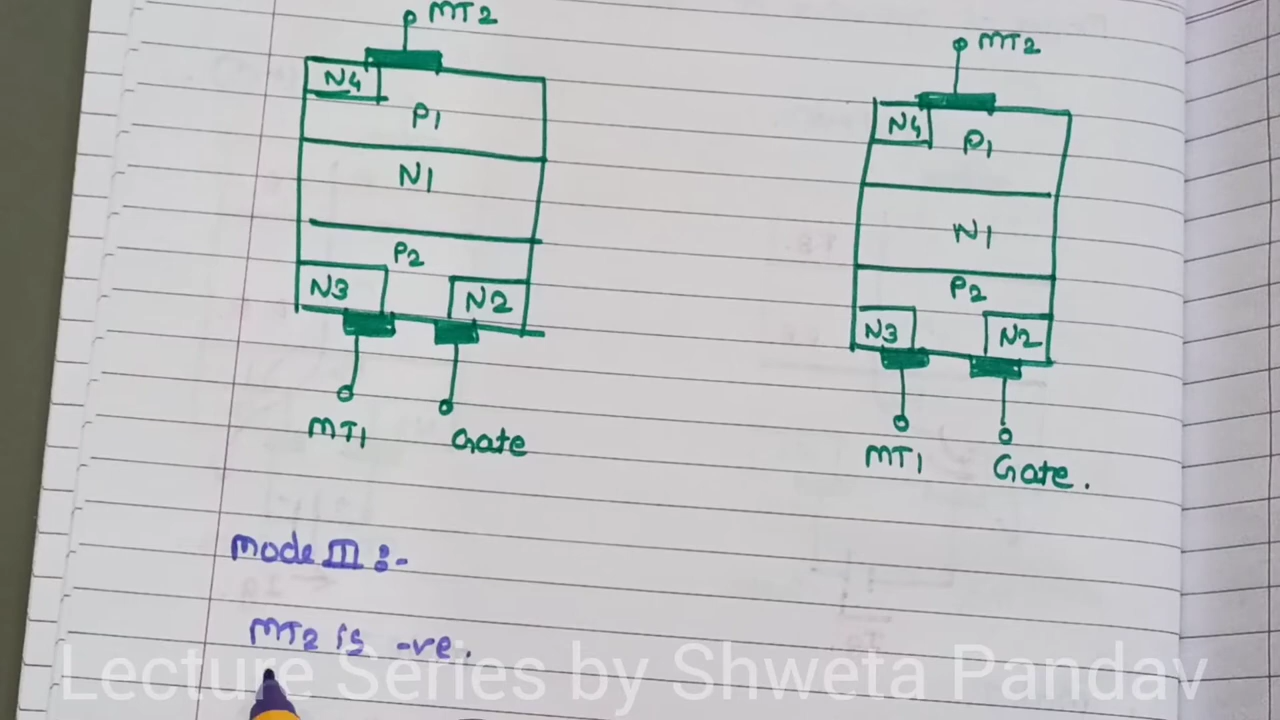 MT2
MT2
N4
P1
N1
P2
N3
N2
MT1
Gate
N4
P1
N1
P2
N3
N2
MT1
Gate.
Mode III :-
MT2 is -ve.
Lecture Series by Shweta Pandav